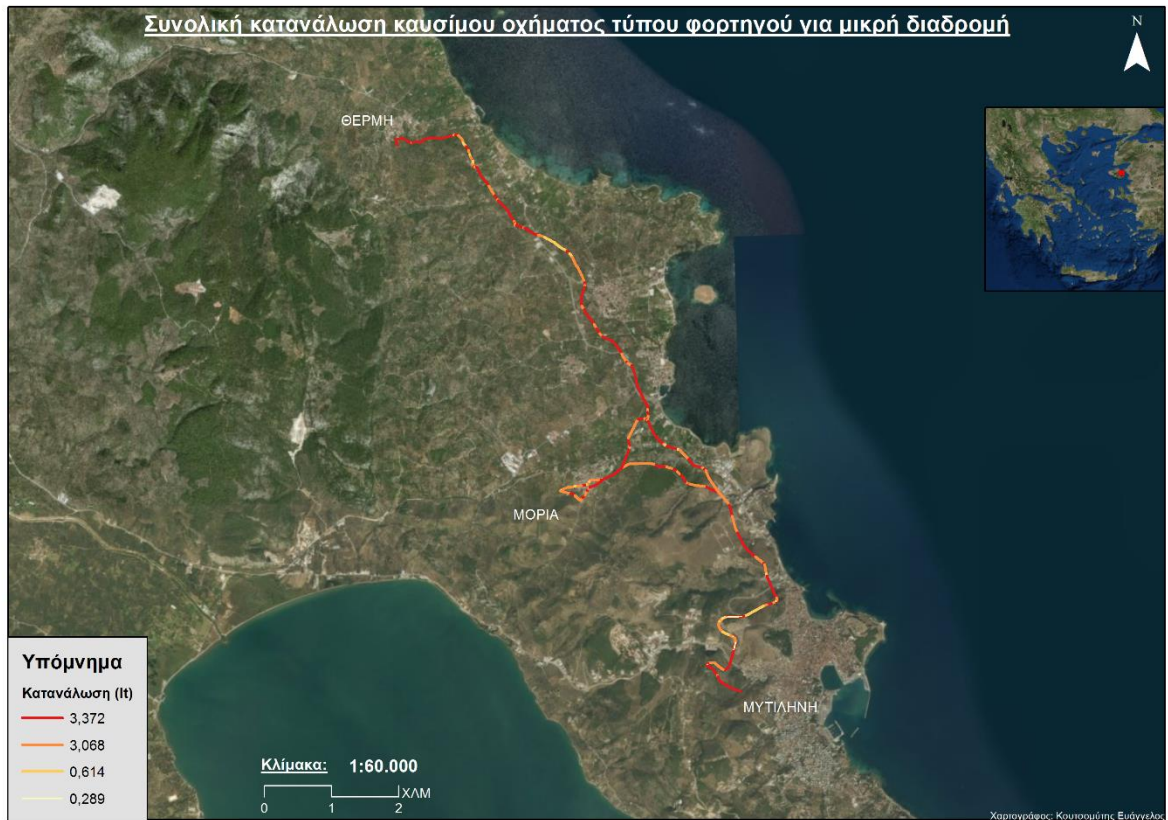 Συνολική κατανάλωση καυσίμου οχήματος τύπου φορτηγού για μικρή διαδρομή
N
ΘΕΡΜΗ
ΜΟΡΙΑ
ΜΥΤΙΛΗΝΗ
Υπόμνημα
Κατανάλωση (lt)
3,372
3,068
0,614
0,289
Κλίμακα: 1:60.000
ΧΛΜ
0 1 2
Χαρτογράφος: Κουτσομύτης Ευάγγελος